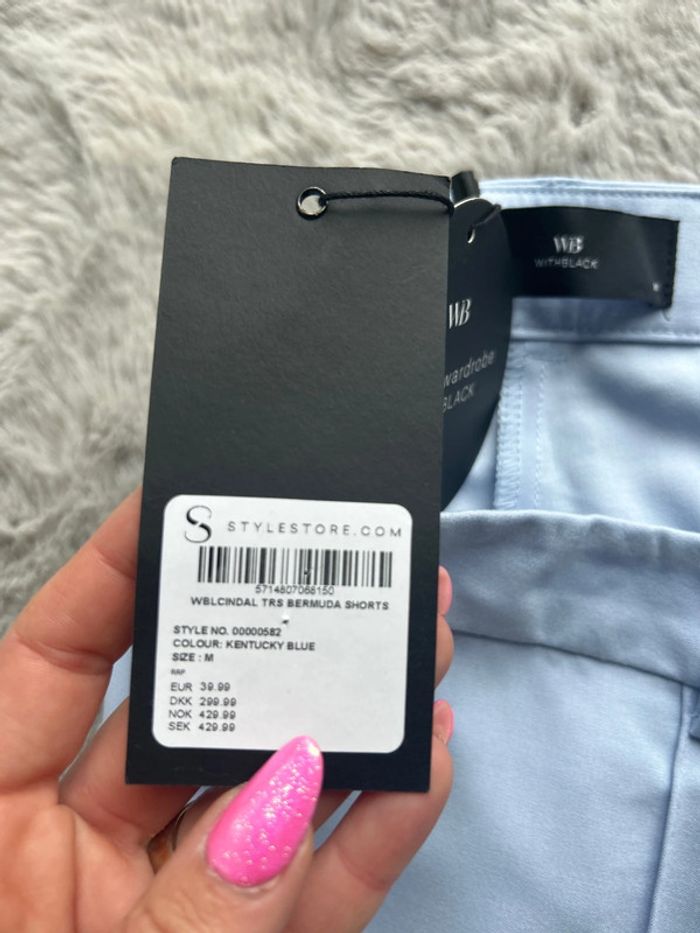 WB
WITHBLACK
WB
wardrobe
BLACK
S STYLESTORE.COM
5714807068150
WBLCINDAL TRS BERMUDA SHORTS
STYLE NO. 00000582
COLOUR: KENTUCKY BLUE
SIZE : M
RRP
EUR 39.99
DKK 299.99
NOK 429.99
SEK 429.99